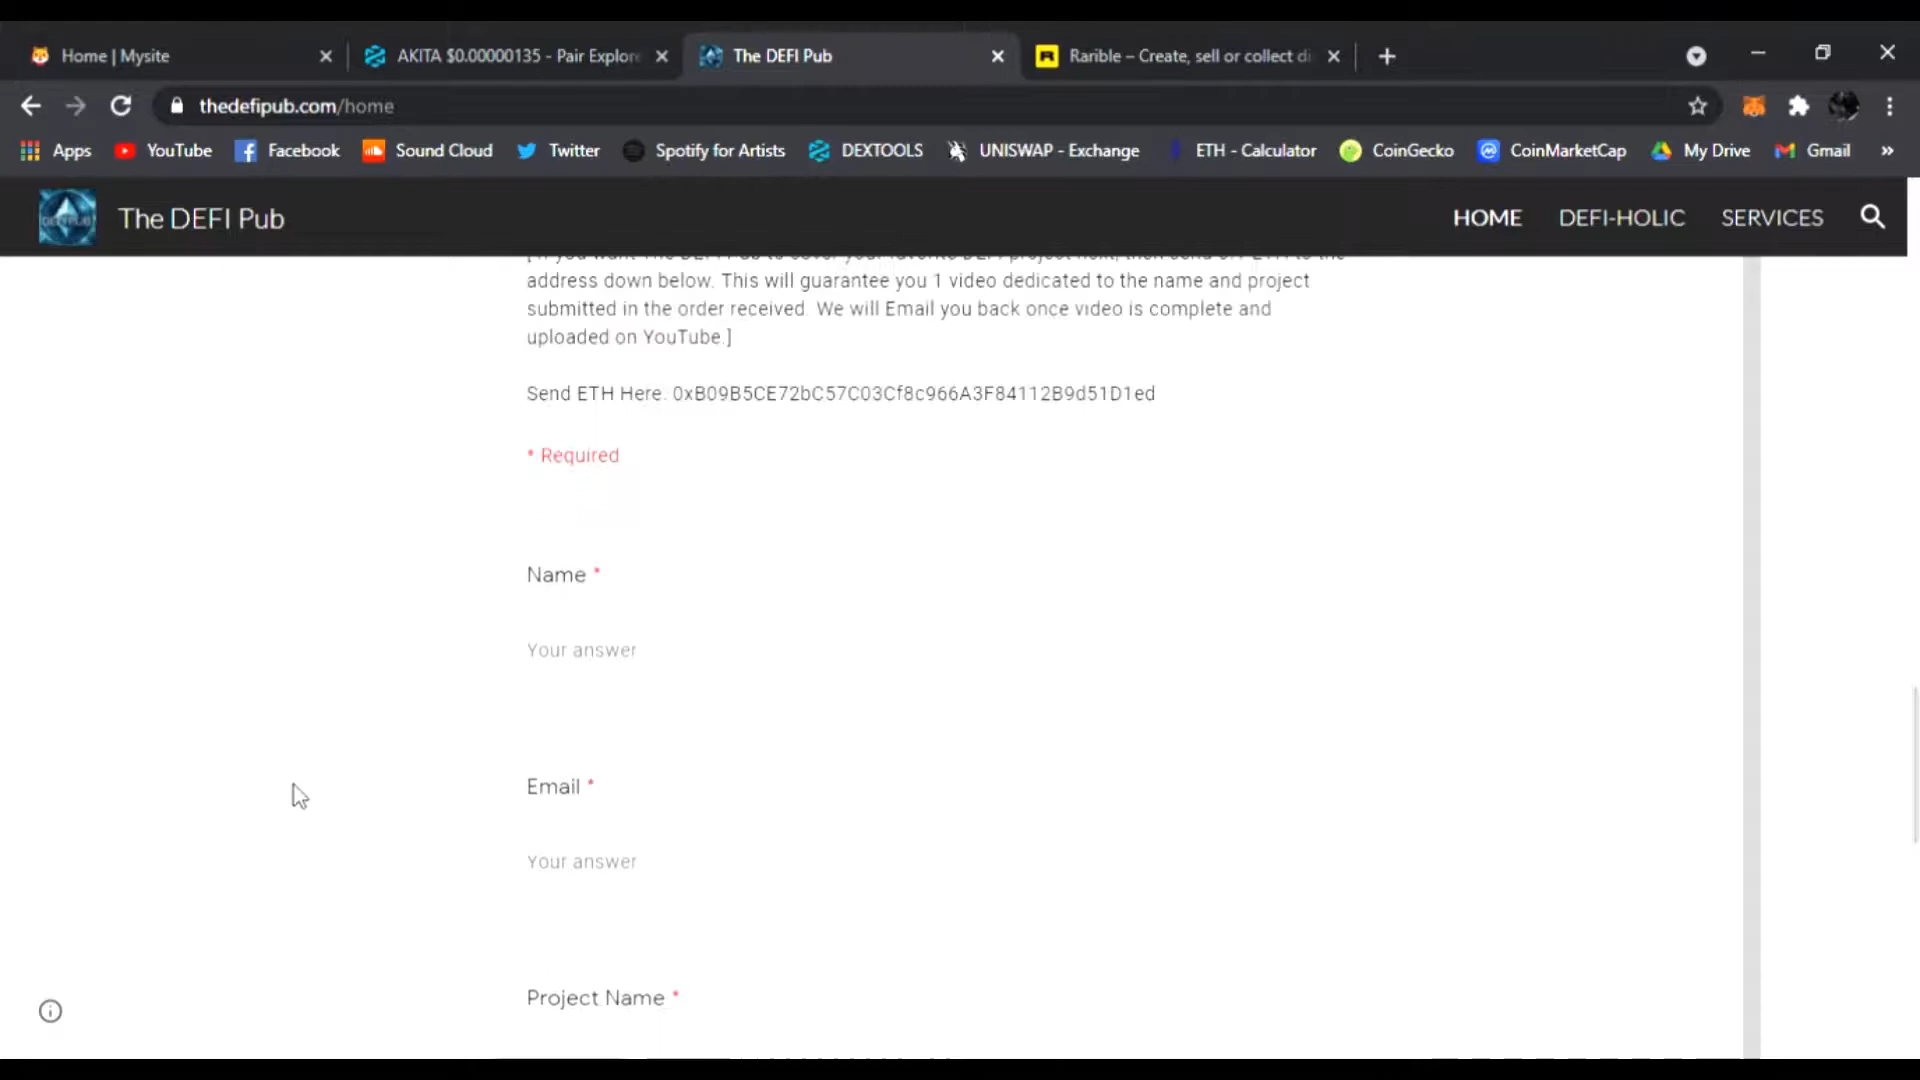 Home | Mysite
AKITA $0.00000135 - Pair Explore
The DEFI Pub
Rarible – Create, sell or collect di
thedefipub.com/home
Apps
YouTube
Facebook
Sound Cloud
Twitter
Spotify for Artists
DEXTOOLS
UNISWAP - Exchange
ETH - Calculator
CoinGecko
CoinMarketCap
My Drive
Gmail
»
The DEFI Pub
HOME
DEFI-HOLIC
SERVICES
address down below. This will guarantee you 1 video dedicated to the name and project
submitted in the order received. We will Email you back once video is complete and
uploaded on YouTube.]
Send ETH Here. 0xB09B5CE72bC57C03Cf8c966A3F84112B9d51D1ed
* Required
Name *
Your answer
Email *
Your answer
Project Name *